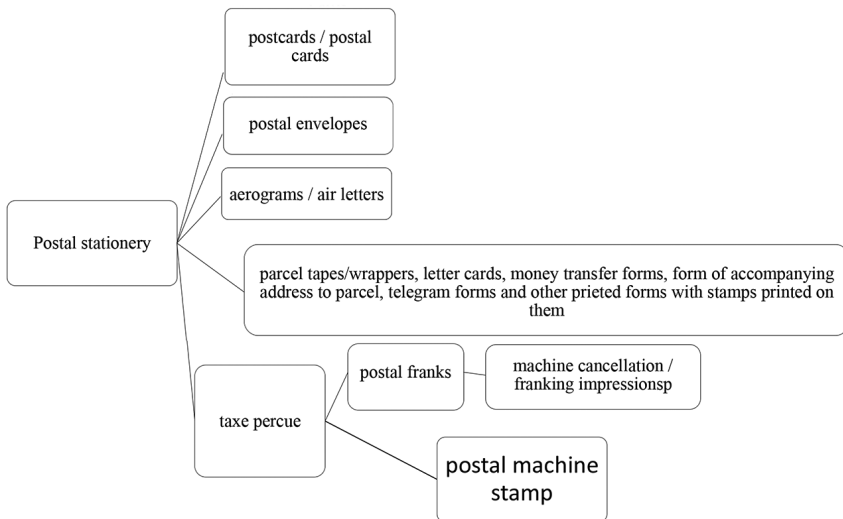 postcards / postal
cards
postal envelopes
aerograms / air letters
Postal stationery
parcel tapes/wrappers, letter cards, money transfer forms, form of accompanying
address to parcel, telegram forms and other prieted forms with stamps printed on
them
postal franks
machine cancellation /
franking impressionsp
taxe percue
postal machine
stamp